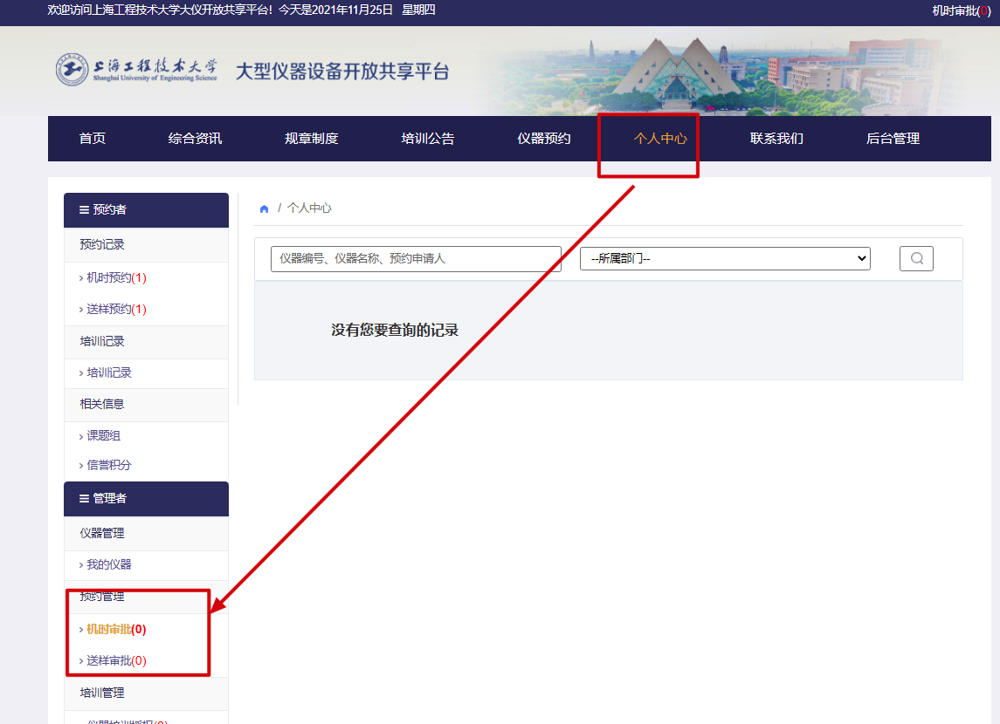 欢迎访问上海工程技术大学大仪开放共享平台！今天是2021年11月25日 星期四
机时审批(0)
上海工程技术大学
Shanghai University of Engineering Science
大型仪器设备开放共享平台
首页 综合资讯 规章制度 培训公告 仪器预约 个人中心 联系我们 后台管理
预约者
预约记录
› 机时预约(1)
› 送样预约(1)
培训记录
› 培训记录
相关信息
› 课题组
› 信誉积分
管理者
仪器管理
› 我的仪器
预约管理
› 机时审批(0)
› 送样审批(0)
培训管理
/ 个人中心
仪器编号、仪器名称、预约申请人
--所属部门--
没有您要查询的记录